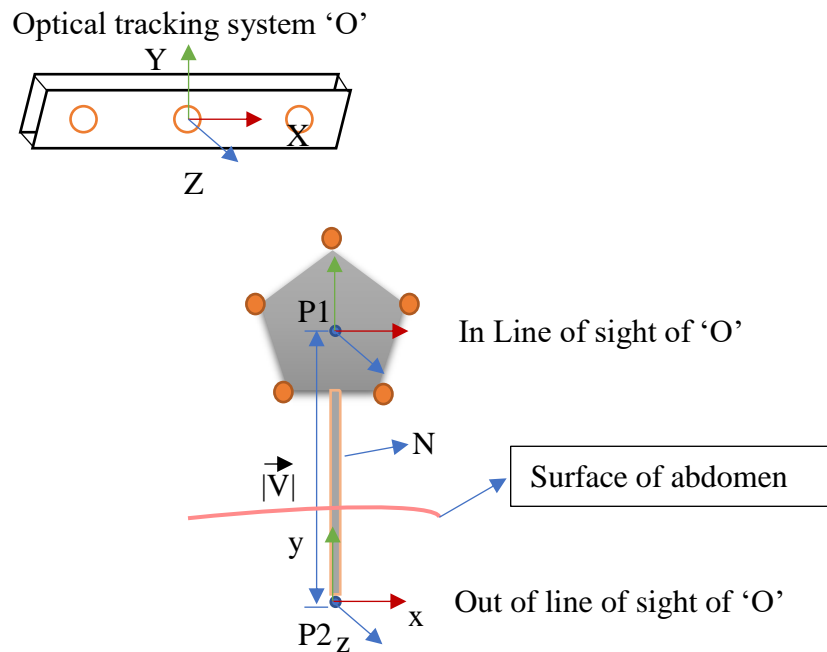 Optical tracking system ‘O’
Y
X
Z
P1
In Line of sight of ‘O’
N
|V|
Surface of abdomen
y
x
Out of line of sight of ‘O’
P2
z